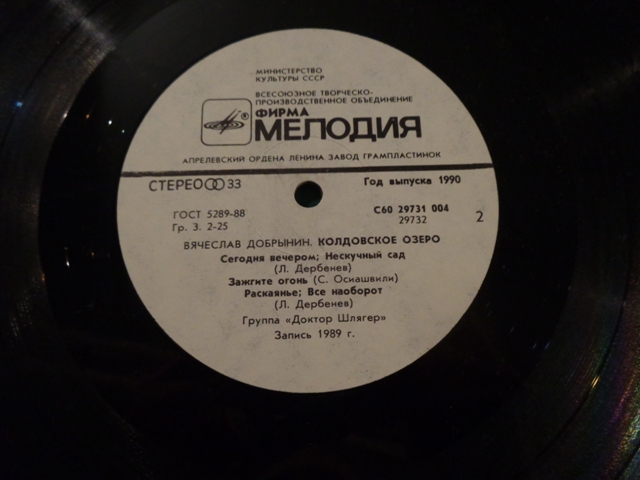 МИНИСТЕРСТВО
КУЛЬТУРЫ СССР
ВСЕСОЮЗНОЕ ТВОРЧЕСКО-
ПРОИЗВОДСТВЕННОЕ ОБЪЕДИНЕНИЕ
® ФИРМА
МЕЛОДИЯ
АПРЕЛЕВСКИЙ ОРДЕНА ЛЕНИНА ЗАВОД ГРАМПЛАСТИНОК
СТЕРЕО 33 Год выпуска 1990
ГОСТ 5289-88 С60 29731 004
Гр. 3. 2-25 29732 2
ВЯЧЕСЛАВ ДОБРЫНИН. КОЛДОВСКОЕ ОЗЕРО
Сегодня вечером; Нескучный сад
(Л. Дербенев)
Зажгите огонь (С. Осиашвили)
Раскаянье; Все наоборот
(Л. Дербенев)
Группа «Доктор Шлягер»
Запись 1989 г.